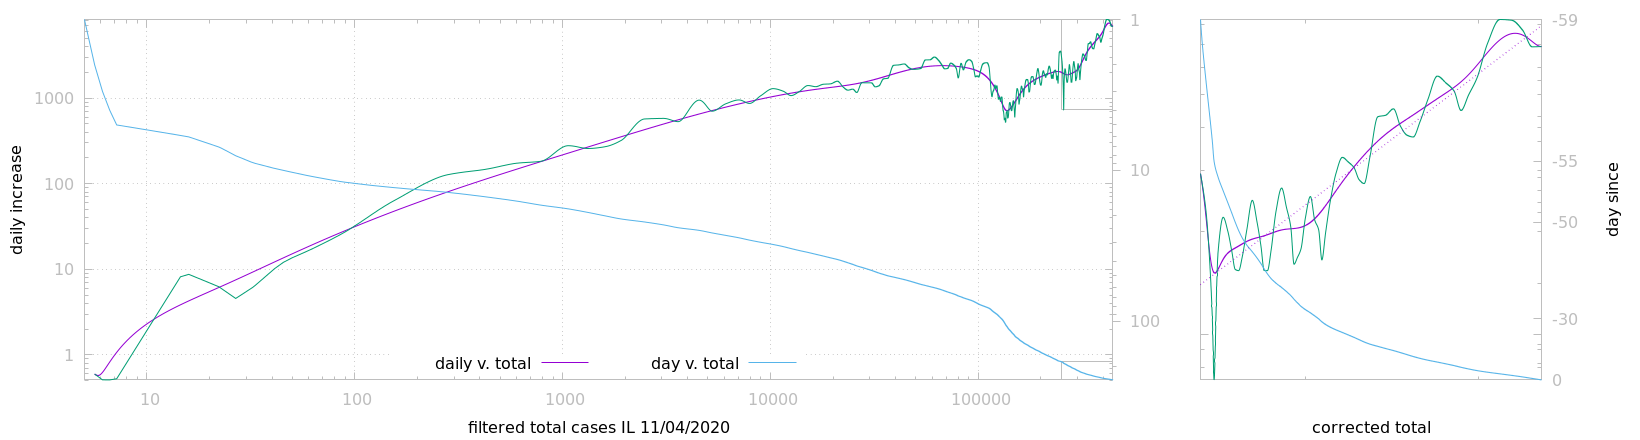 daily increase
1000
100
10
1
10
100
1000
10000
100000
1
10
100
daily v. total
day v. total
filtered total cases IL 11/04/2020
-59
-55
-50
-30
0
day since
corrected total